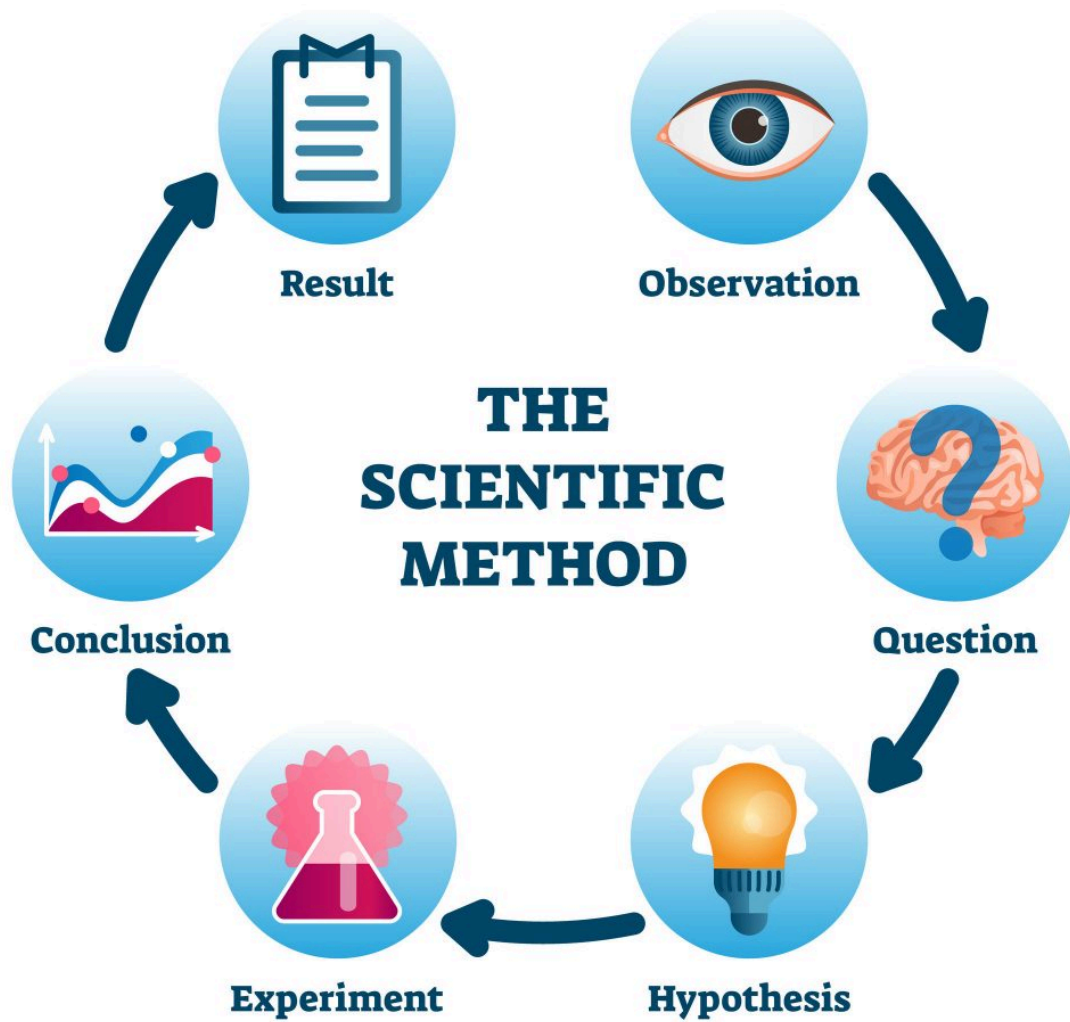 THE
SCIENTIFIC
METHOD
Observation
Question
Hypothesis
Experiment
Conclusion
Result